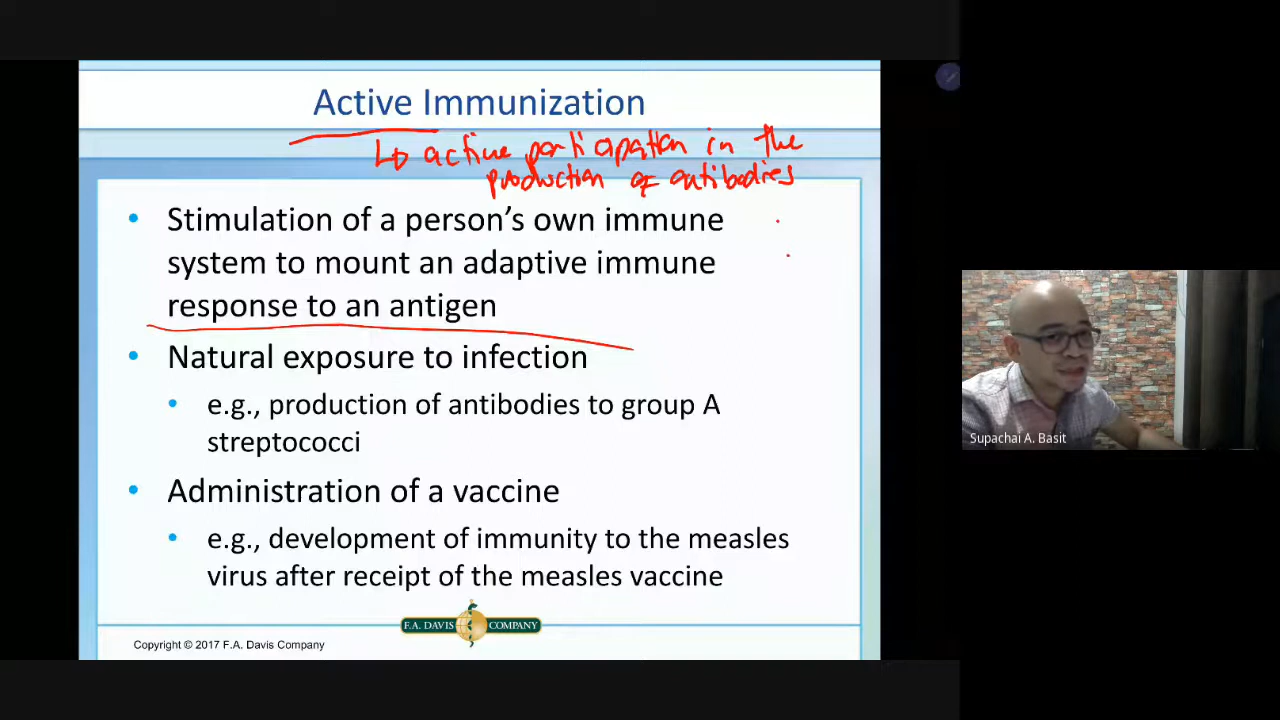 Active Immunization
↳ active participation in the
production of antibodies
• Stimulation of a person's own immune
system to mount an adaptive immune
response to an antigen
• Natural exposure to infection
• e.g., production of antibodies to group A
streptococci
• Administration of a vaccine
• e.g., development of immunity to the measles
virus after receipt of the measles vaccine
F.A. DAVIS COMPANY
Copyright © 2017 F.A. Davis Company
Supachai A. Basit